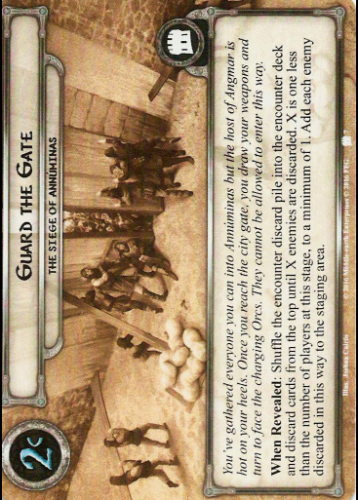 2C
GUARD THE GATE
THE SIEGE OF ANNÚMINAS
You've gathered everyone you can into Annúminas but the host of Angmar is
hot on your heels. Once you reach the city gate, you draw your weapons and
turn to face the charging Orcs. They cannot be allowed to enter this way.
When Revealed: Shuffle the encounter discard pile into the encounter deck
and discard cards from the top until X enemies are discarded. X is one less
than the number of players at this stage, to a minimum of 1. Add each enemy
discarded in this way to the staging area.
Illus. Joshua Cairós © 2016 Middle-earth Enterprises © 2016 FFG 7